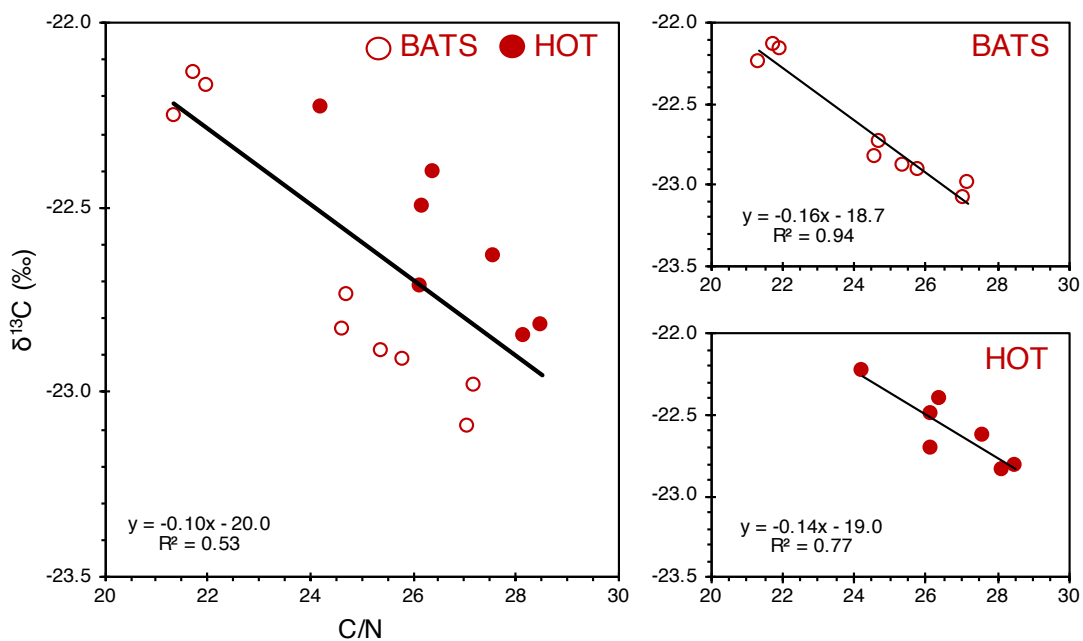 BATS HOT
-22.0
-22.5
-23.0
-23.5
δ¹³C (‰)
y = -0.10x - 20.0
R² = 0.53
20 22 24 26 28 30
C/N
BATS
-22.0
-22.5
-23.0
-23.5
y = -0.16x - 18.7
R² = 0.94
20 22 24 26 28 30
HOT
-22.0
-22.5
-23.0
-23.5
y = -0.14x - 19.0
R² = 0.77
20 22 24 26 28 30